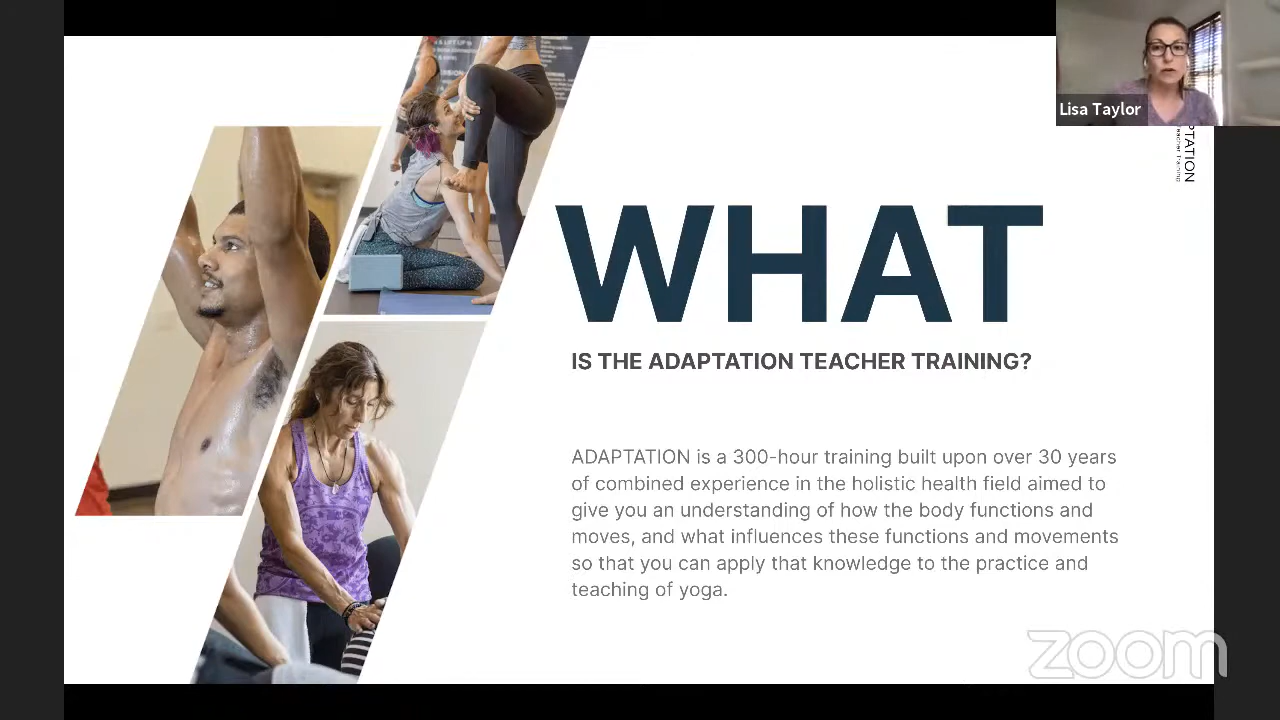 Lisa Taylor
PTATION
Teacher Training
WHAT
IS THE ADAPTATION TEACHER TRAINING?
ADAPTATION is a 300-hour training built upon over 30 years
of combined experience in the holistic health field aimed to
give you an understanding of how the body functions and
moves, and what influences these functions and movements
so that you can apply that knowledge to the practice and
teaching of yoga.
zoom